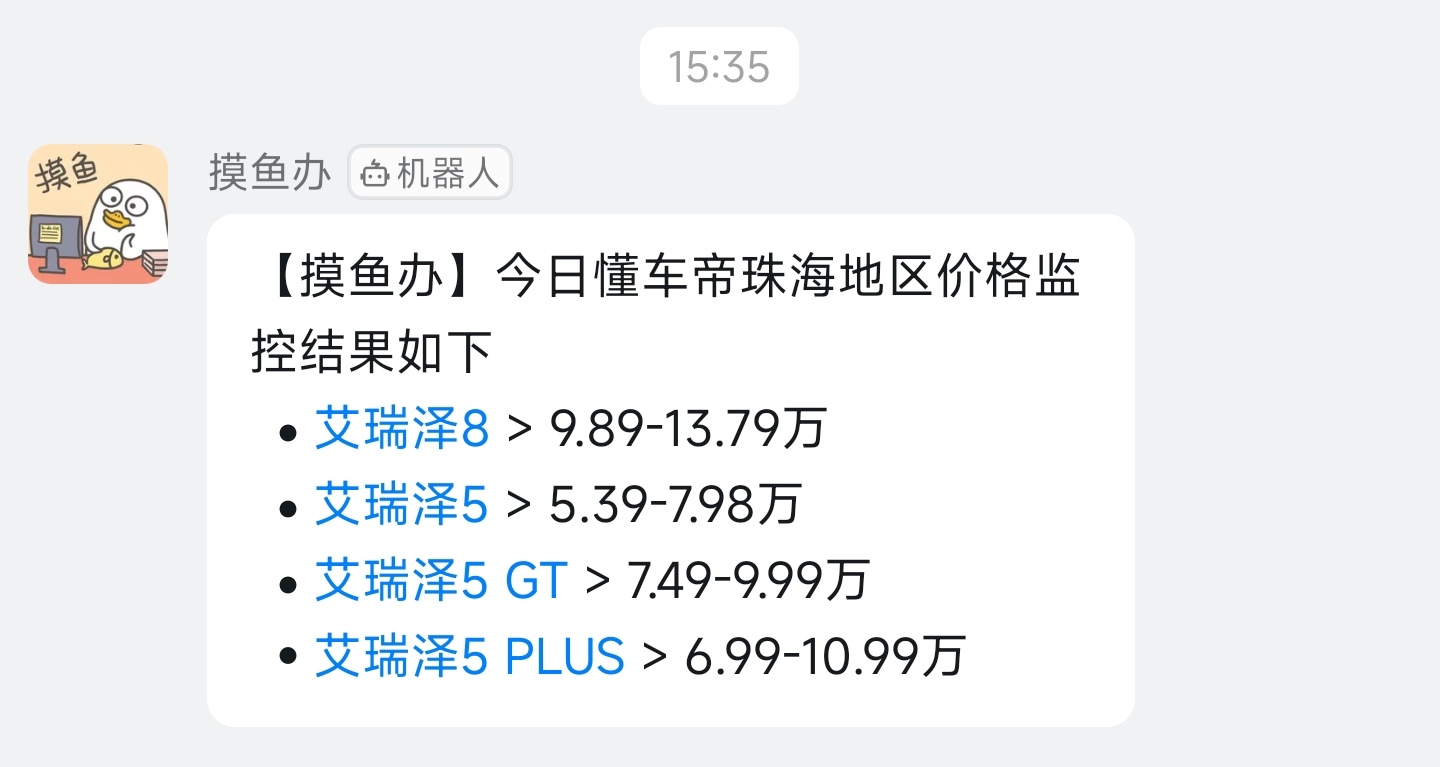 15:35
摸鱼
摸鱼办 机器人
【摸鱼办】今日懂车帝珠海地区价格监
控结果如下
• 艾瑞泽8 > 9.89-13.79万
• 艾瑞泽5 > 5.39-7.98万
• 艾瑞泽5 GT > 7.49-9.99万
• 艾瑞泽5 PLUS > 6.99-10.99万